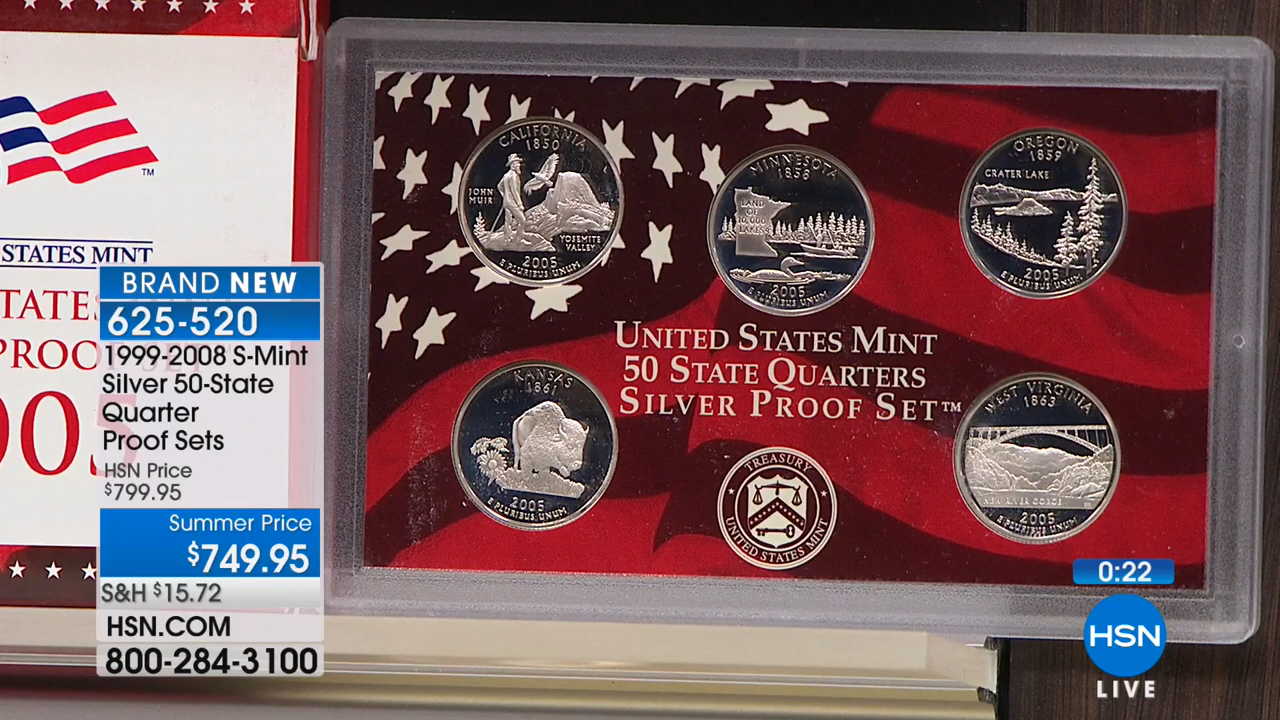 STATES MINT
TATES
PROO
005
BRAND NEW
625-520
1999-2008 S-Mint
Silver 50-State
Quarter
Proof Sets
HSN Price
$799.95
Summer Price
$749.95
S&H $15.72
HSN.COM
800-284-3100
CALIFORNIA
1850
JOHN
MUIR
YOSEMITE
VALLEY
2005
E PLURIBUS UNUM
MINNESOTA
1858
LAND
OF
10,000
LAKES
2005
E PLURIBUS UNUM
OREGON
1859
CRATER LAKE
2005
E PLURIBUS UNUM
UNITED STATES MINT
50 STATE QUARTERS
SILVER PROOF SET™
KANSAS
1861
2005
E PLURIBUS UNUM
TREASURY
UNITED STATES MINT
WEST VIRGINIA
1863
NEW RIVER GORGE
2005
E PLURIBUS UNUM
0:22
HSN
LIVE
TM